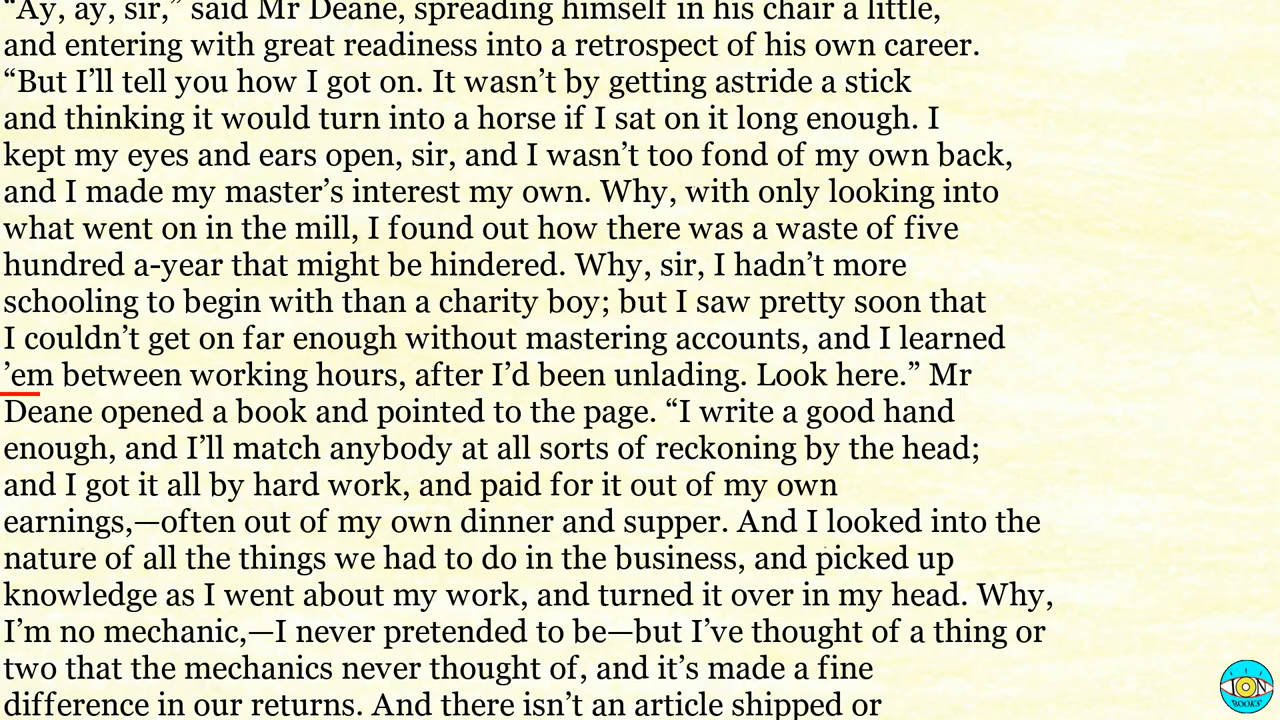 “Ay, ay, sir,” said Mr Deane, spreading himself in his chair a little,
and entering with great readiness into a retrospect of his own career.
“But I’ll tell you how I got on. It wasn’t by getting astride a stick
and thinking it would turn into a horse if I sat on it long enough. I
kept my eyes and ears open, sir, and I wasn’t too fond of my own back,
and I made my master’s interest my own. Why, with only looking into
what went on in the mill, I found out how there was a waste of five
hundred a-year that might be hindered. Why, sir, I hadn’t more
schooling to begin with than a charity boy; but I saw pretty soon that
I couldn’t get on far enough without mastering accounts, and I learned
’em between working hours, after I’d been unlading. Look here.” Mr
Deane opened a book and pointed to the page. “I write a good hand
enough, and I’ll match anybody at all sorts of reckoning by the head;
and I got it all by hard work, and paid for it out of my own
earnings,—often out of my own dinner and supper. And I looked into the
nature of all the things we had to do in the business, and picked up
knowledge as I went about my work, and turned it over in my head. Why,
I’m no mechanic,—I never pretended to be—but I’ve thought of a thing or
two that the mechanics never thought of, and it’s made a fine
difference in our returns. And there isn’t an article shipped or
I
ION
BOOKS